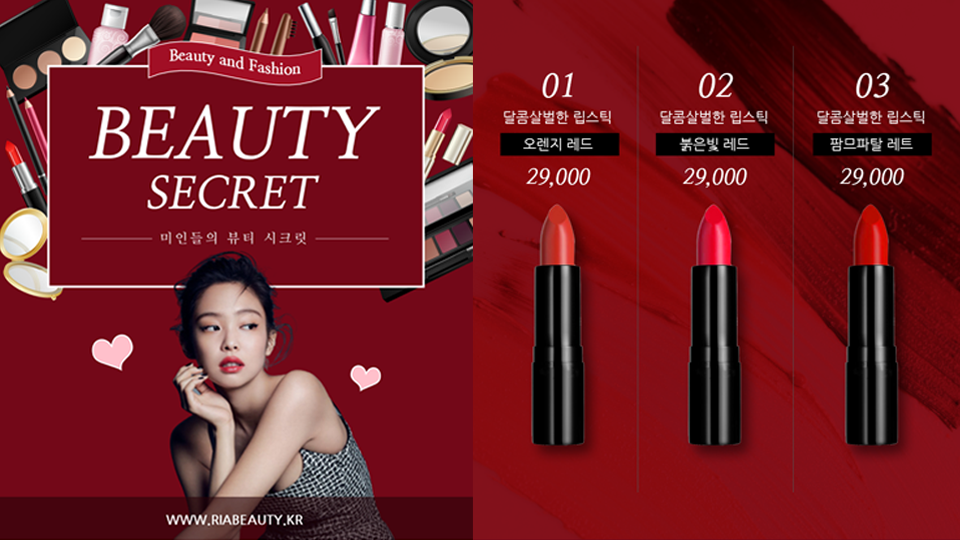 Beauty and Fashion
BEAUTY
SECRET
미인들의 뷰티 시크릿
WWW.RIABEAUTY.KR
01
달콤살벌한 립스틱
오렌지 레드
29,000
02
달콤살벌한 립스틱
붉은빛 레드
29,000
03
달콤살벌한 립스틱
팜므파탈 레트
29,000